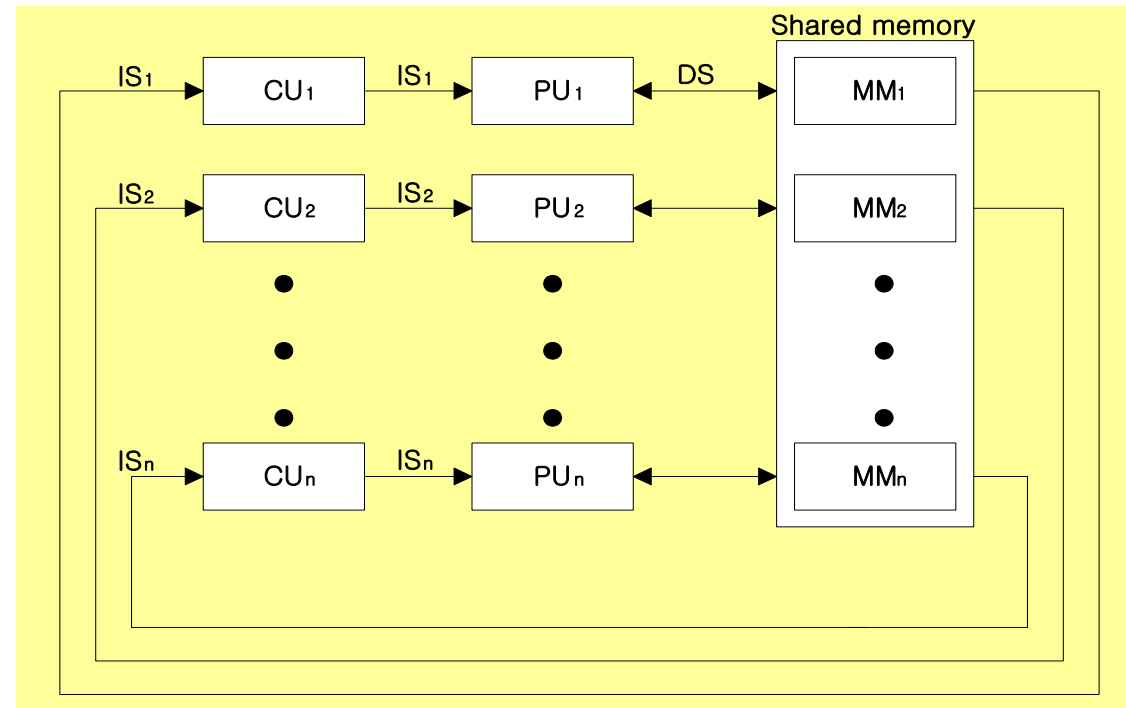 Shared memory
IS1 CU1 IS1 PU1 DS MM1
IS2 CU2 IS2 PU2 MM2
ISn CUn ISn PUn MMn